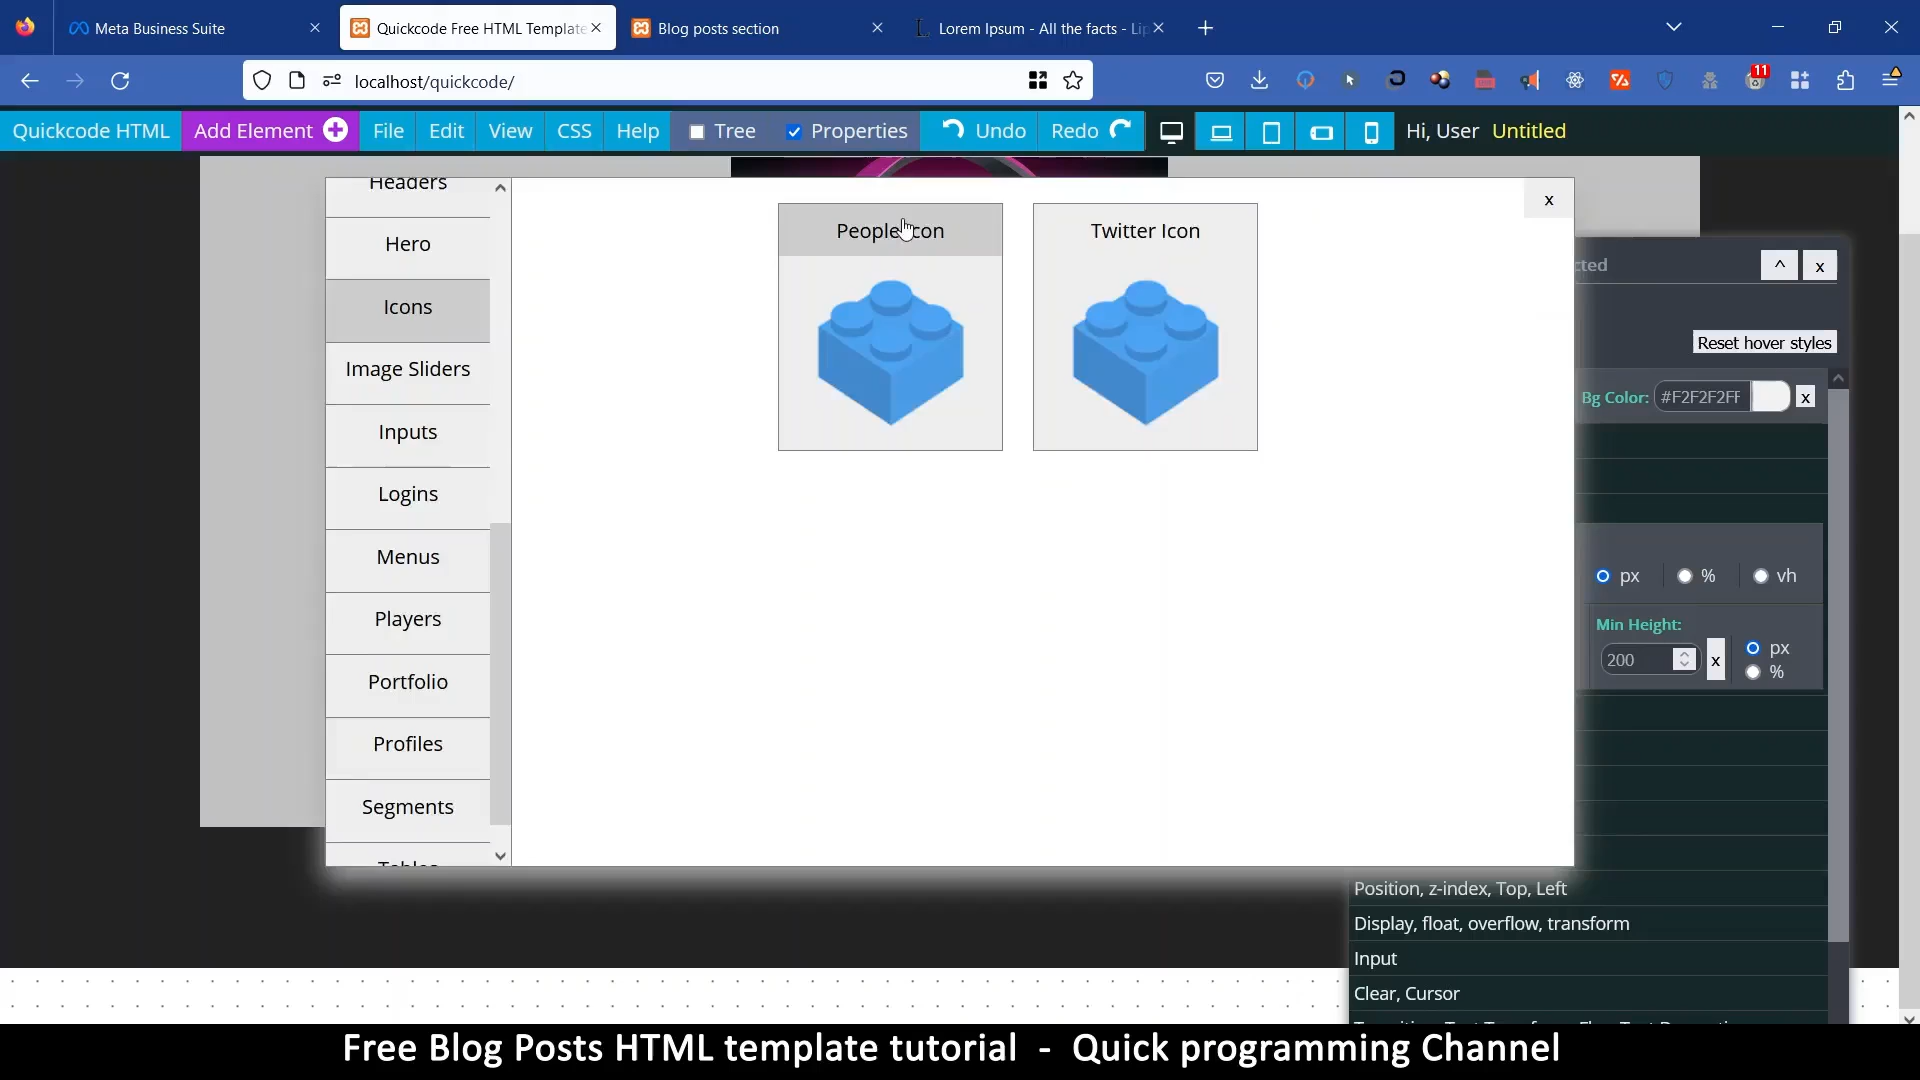 Meta Business Suite
Quickcode Free HTML Template
Blog posts section
Lorem Ipsum - All the facts - Lip
localhost/quickcode/
11
Quickcode HTML
Add Element
File
Edit
View
CSS
Help
Tree
Properties
Undo
Redo
Hi, User
Untitled
Headers
Hero
Icons
Image Sliders
Inputs
Logins
Menus
Players
Portfolio
Profiles
Segments
Tables
People Icon
Twitter Icon
x
cted
^
x
Reset hover styles
Bg Color:
#F2F2F2FF
x
px
%
vh
Min Height:
200
x
px
%
Position, z-index, Top, Left
Display, float, overflow, transform
Input
Clear, Cursor
Free Blog Posts HTML template tutorial - Quick programming Channel